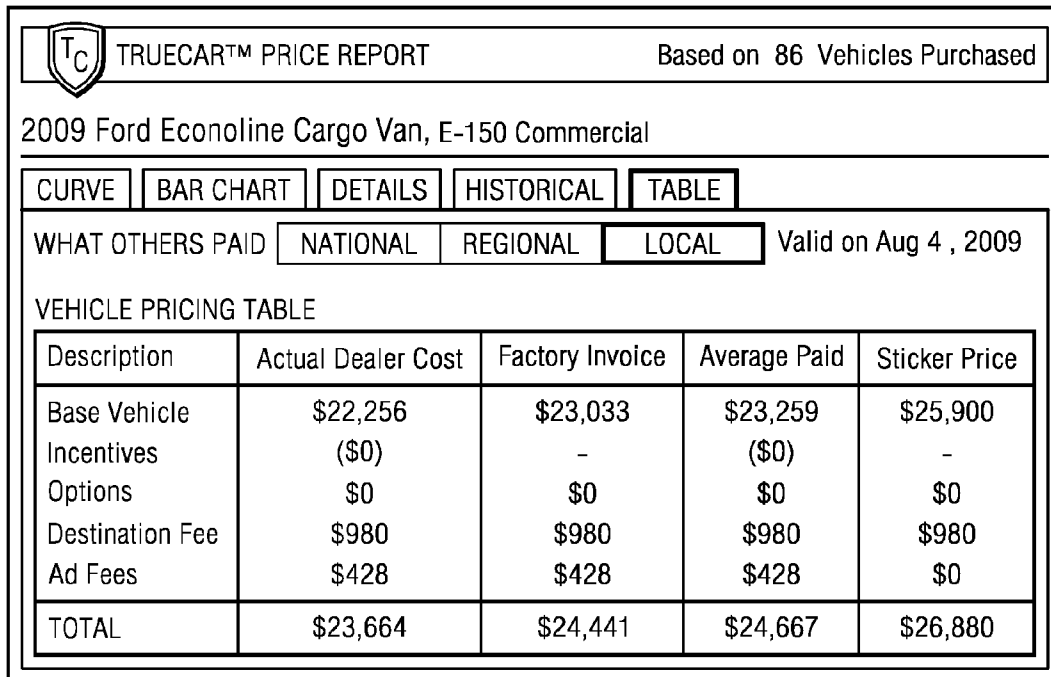 TC TRUECAR™ PRICE REPORT Based on 86 Vehicles Purchased
2009 Ford Econoline Cargo Van, E-150 Commercial
CURVE BAR CHART DETAILS HISTORICAL TABLE
WHAT OTHERS PAID NATIONAL REGIONAL LOCAL Valid on Aug 4 , 2009
VEHICLE PRICING TABLE
Description Actual Dealer Cost Factory Invoice Average Paid Sticker Price
Base Vehicle $22,256 $23,033 $23,259 $25,900
Incentives ($0) – ($0) –
Options $0 $0 $0 $0
Destination Fee $980 $980 $980 $980
Ad Fees $428 $428 $428 $0
TOTAL $23,664 $24,441 $24,667 $26,880